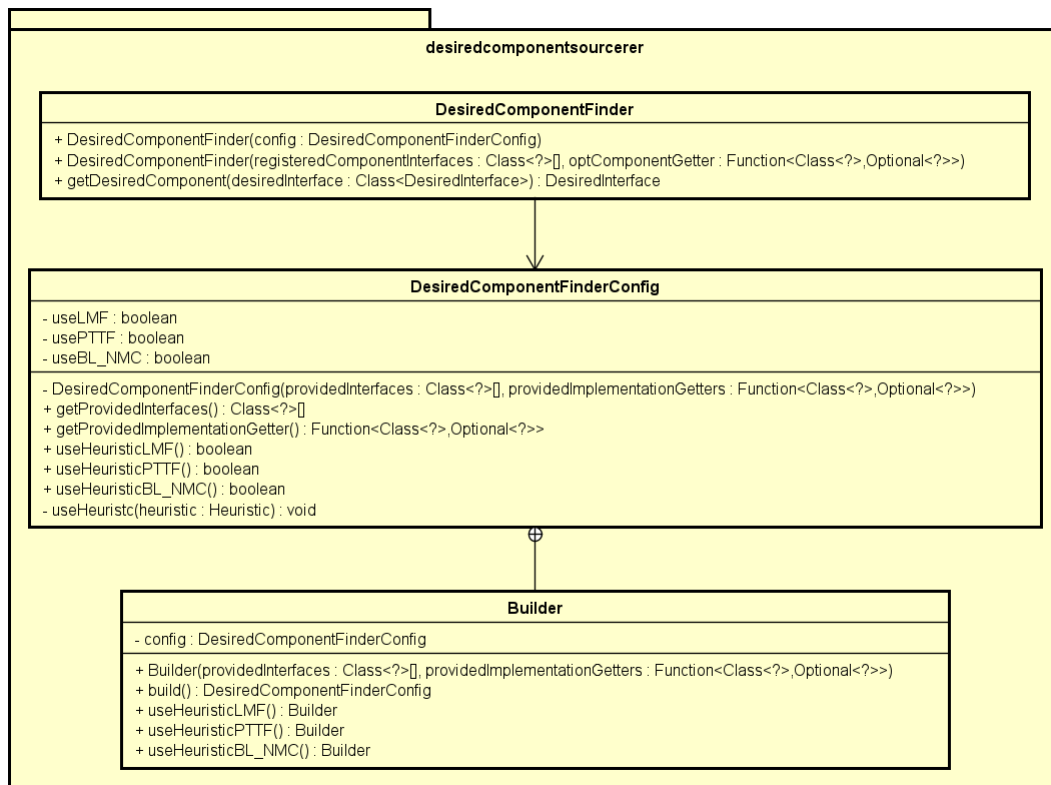 desiredcomponentsourcerer
DesiredComponentFinder
+ DesiredComponentFinder(config : DesiredComponentFinderConfig)
+ DesiredComponentFinder(registeredComponentInterfaces : Class<?>[], optComponentGetter : Function<Class<?>,Optional<?>>)
+ getDesiredComponent(desiredInterface : Class<DesiredInterface>) : DesiredInterface
DesiredComponentFinderConfig
- useLMF : boolean
- usePTTF : boolean
- useBL_NMC : boolean
- DesiredComponentFinderConfig(providedInterfaces : Class<?>[], providedImplementationGetters : Function<Class<?>,Optional<?>>)
+ getProvidedInterfaces() : Class<?>[]
+ getProvidedImplementationGetter() : Function<Class<?>,Optional<?>>
+ useHeuristicLMF() : boolean
+ useHeuristicPTTF() : boolean
+ useHeuristicBL_NMC() : boolean
- useHeuristc(heuristic : Heuristic) : void
Builder
- config : DesiredComponentFinderConfig
+ Builder(providedInterfaces : Class<?>[], providedImplementationGetters : Function<Class<?>,Optional<?>>)
+ build() : DesiredComponentFinderConfig
+ useHeuristicLMF() : Builder
+ useHeuristicPTTF() : Builder
+ useHeuristicBL_NMC() : Builder